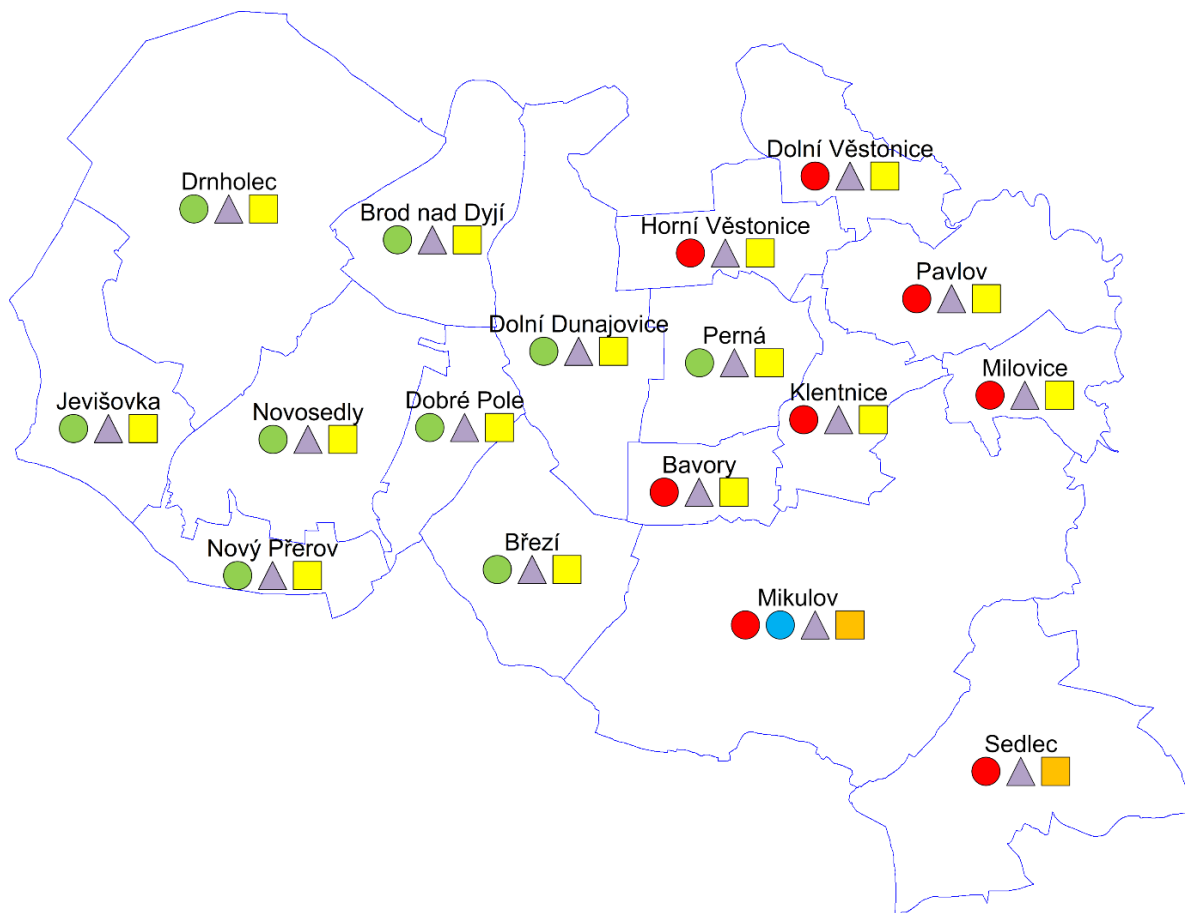 Dolní Věstonice
Drnholec
Brod nad Dyjí
Horní Věstonice
Pavlov
Dolní Dunajovice
Perná
Milovice
Klentnice
Jevišovka
Novosedly
Dobré Pole
Bavory
Nový Přerov
Březí
Mikulov
Sedlec